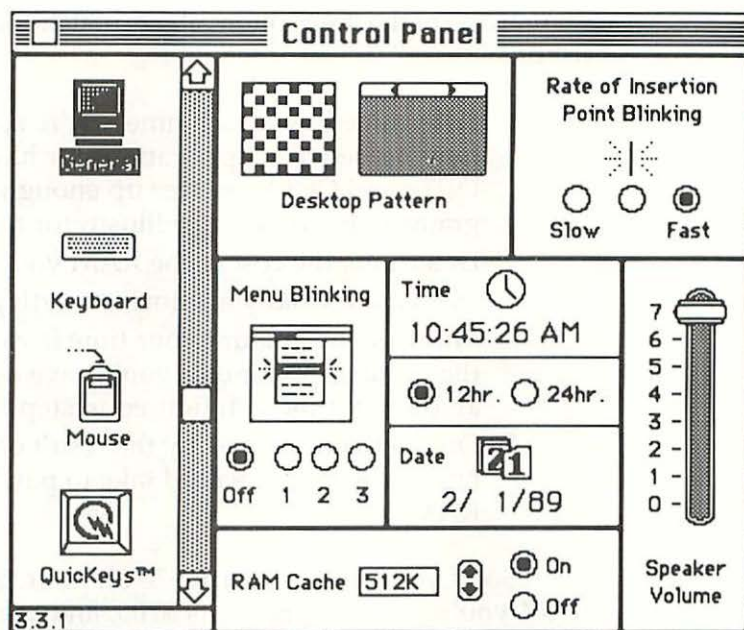 Control Panel
General
Keyboard
Mouse
QuicKeys™
3.3.1
Desktop Pattern
Rate of Insertion
Point Blinking
Slow Fast
Menu Blinking
Off 1 2 3
Time
10:45:26 AM
12hr. 24hr.
Date
21
2/ 1/89
RAM Cache 512K
On
Off
7
6
5
4
3
2
1
0
Speaker
Volume